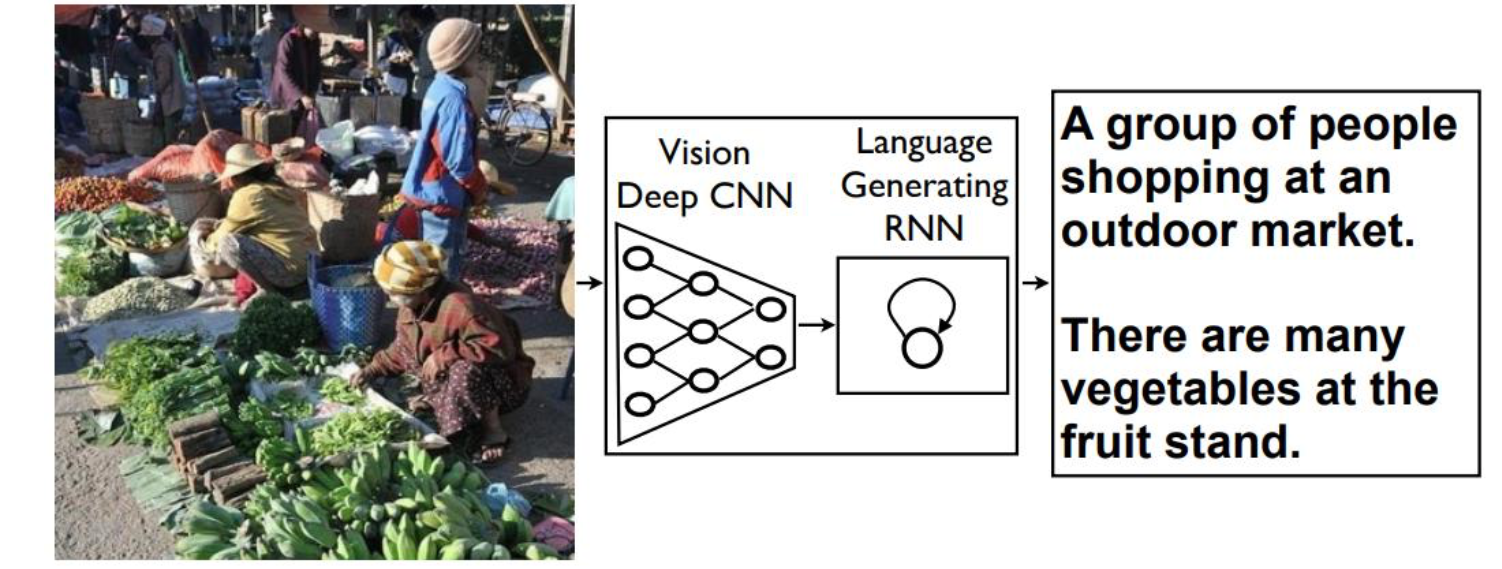 Vision
Deep CNN
Language
Generating
RNN
A group of people
shopping at an
outdoor market.
There are many
vegetables at the
fruit stand.